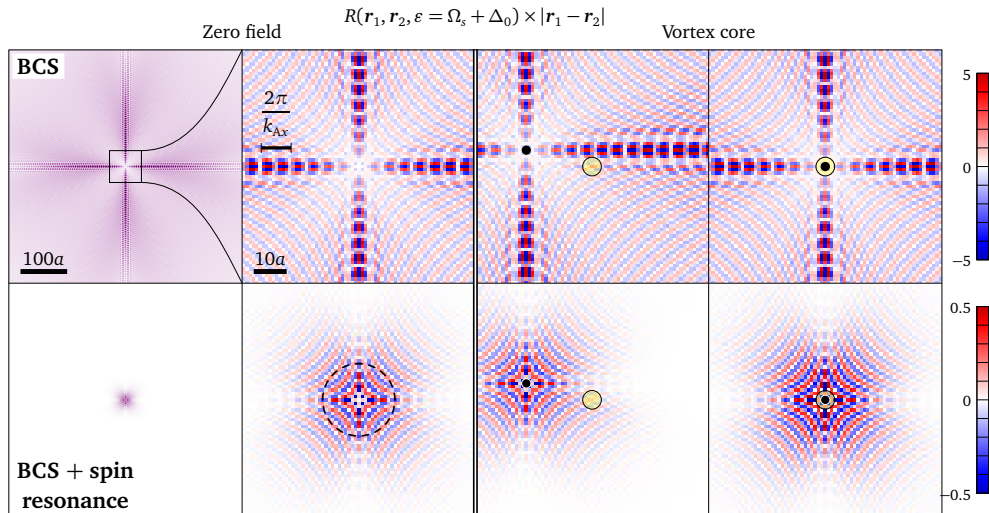 R(r₁, r₂, ε = Ωₛ + Δ₀) × |r₁ − r₂|
Zero field
Vortex core
BCS
2π
k_Ax
100a
10a
5
0
−5
BCS + spin
resonance
0.5
0
−0.5